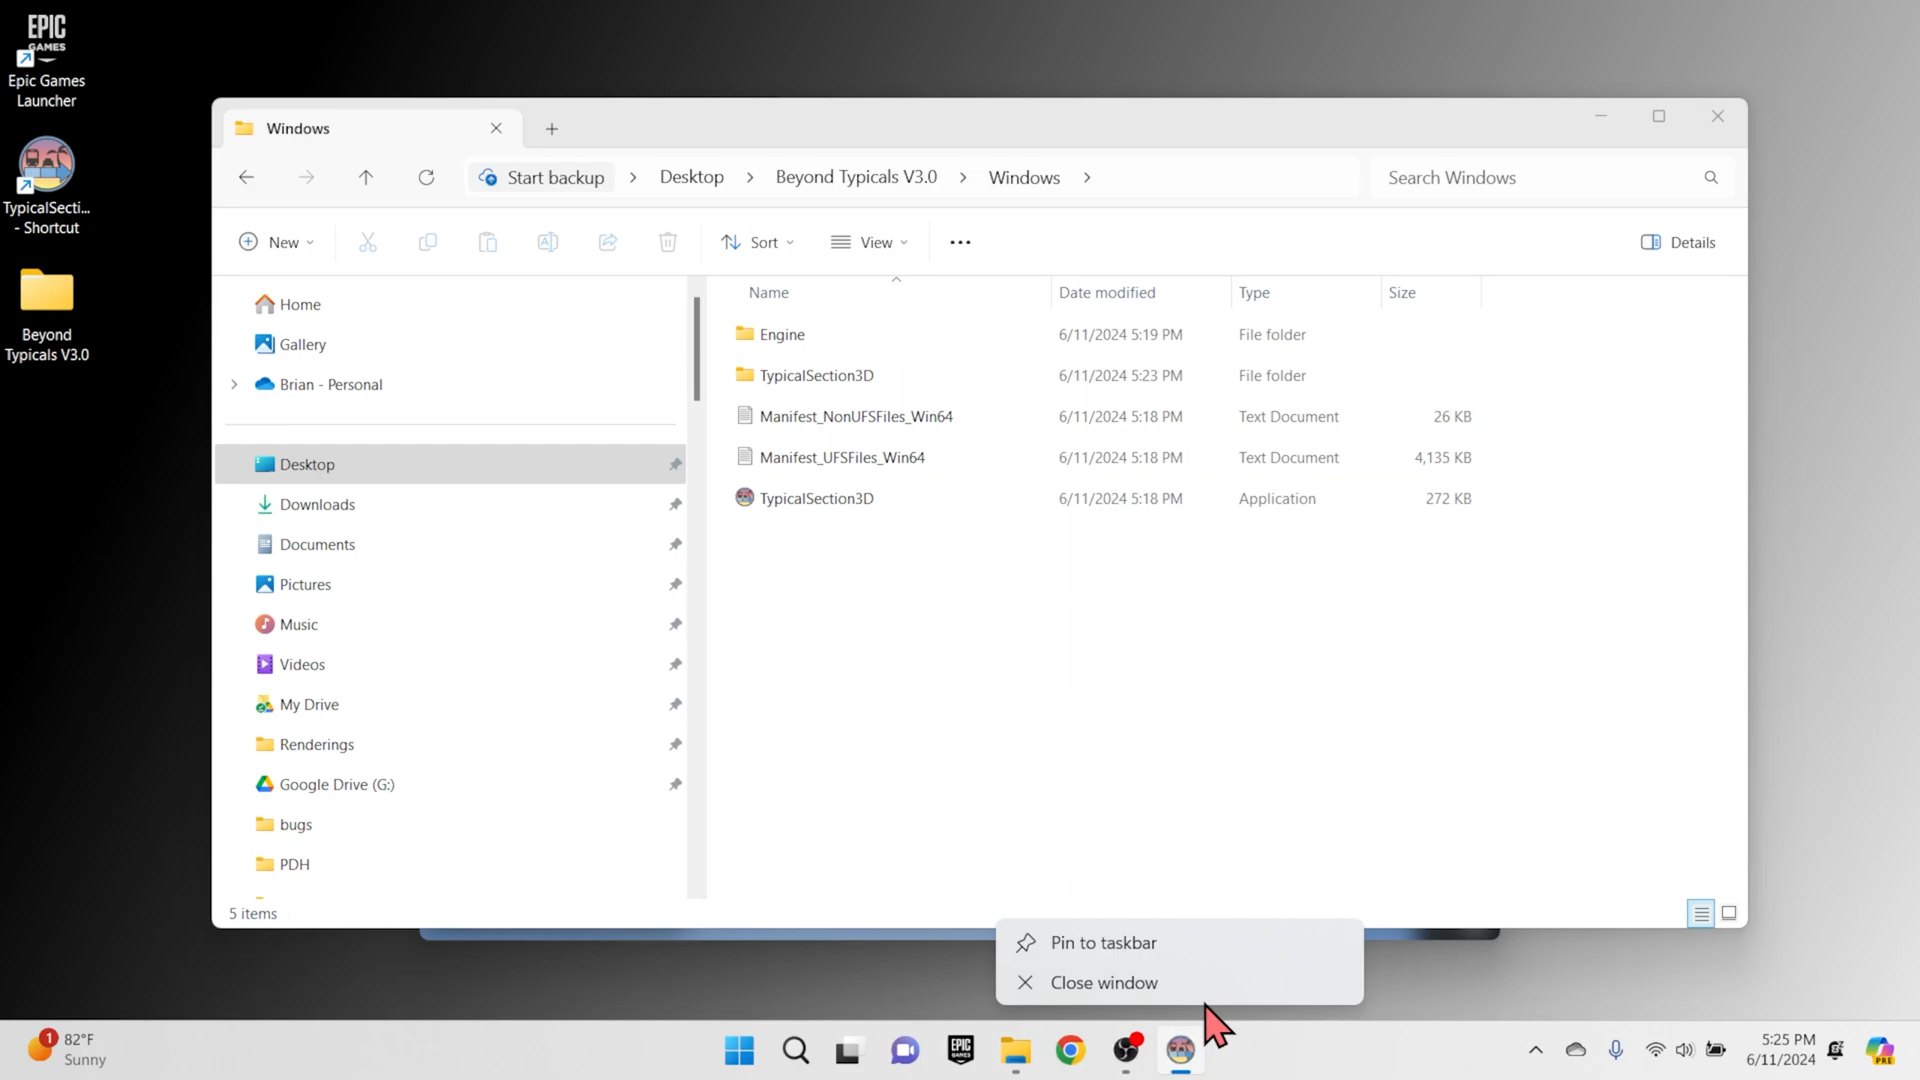 EPIC
GAMES
Epic Games
Launcher
TypicalSecti...
- Shortcut
Beyond
Typicals V3.0
Windows
Start backup
Desktop
Beyond Typicals V3.0
Windows
Search Windows
New
Sort
View
Details
Home
Gallery
Brian - Personal
Desktop
Downloads
Documents
Pictures
Music
Videos
My Drive
Renderings
Google Drive (G:)
bugs
PDH
Name Date modified Type Size
Engine 6/11/2024 5:19 PM File folder
TypicalSection3D 6/11/2024 5:23 PM File folder
Manifest_NonUFSFiles_Win64 6/11/2024 5:18 PM Text Document 26 KB
Manifest_UFSFiles_Win64 6/11/2024 5:18 PM Text Document 4,135 KB
TypicalSection3D 6/11/2024 5:18 PM Application 272 KB
5 items
Pin to taskbar
Close window
1
82°F
Sunny
EPIC
5:25 PM
6/11/2024
PRE